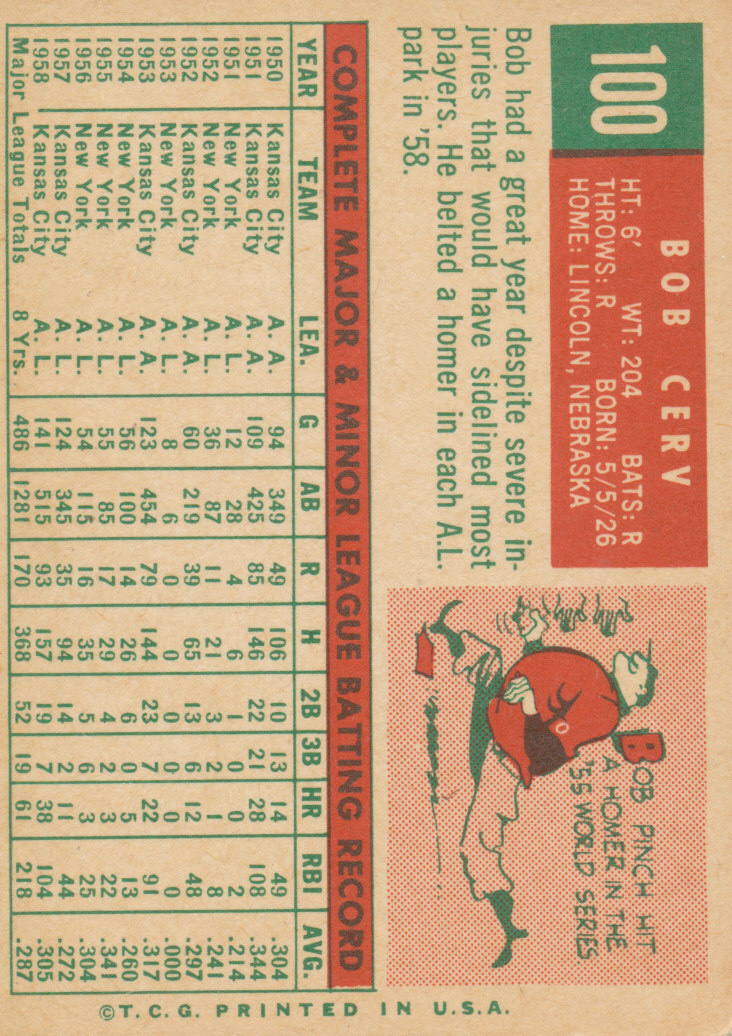 100
BOB CERV
HT: 6' WT: 204 BATS: R
THROWS: R BORN: 5/5/26
HOME: LINCOLN, NEBRASKA
Bob had a great year despite severe in-
juries that would have sidelined most
players. He belted a homer in each A.L.
park in '58.
BOB PINCH HIT
A HOMER IN THE
'55 WORLD SERIES
COMPLETE MAJOR & MINOR LEAGUE BATTING RECORD
YEAR TEAM LEA. G AB R H 2B 3B HR RBI AVG.
1950 Kansas City A. A. 94 349 49 106 10 13 14 49 .304
1951 Kansas City A. A. 109 425 85 146 22 21 28 108 .344
1951 New York A. L. 12 28 4 6 1 0 0 2 .214
1952 New York A. L. 36 87 11 21 3 2 1 8 .241
1952 Kansas City A. A. 60 219 39 65 13 6 12 48 .297
1953 New York A. L. 8 6 0 0 0 0 0 0 .000
1953 Kansas City A. A. 123 454 79 144 23 7 22 91 .317
1954 New York A. L. 56 100 14 26 6 0 5 13 .260
1955 New York A. L. 55 85 17 29 4 2 3 22 .341
1956 New York A. L. 54 115 16 35 5 6 3 25 .304
1957 Kansas City A. L. 124 345 35 94 14 2 11 44 .272
1958 Kansas City A. L. 141 515 93 157 19 7 38 104 .305
Major League Totals 8 Yrs. 486 1281 170 368 52 19 61 218 .287
©T. C. G. PRINTED IN U.S.A.